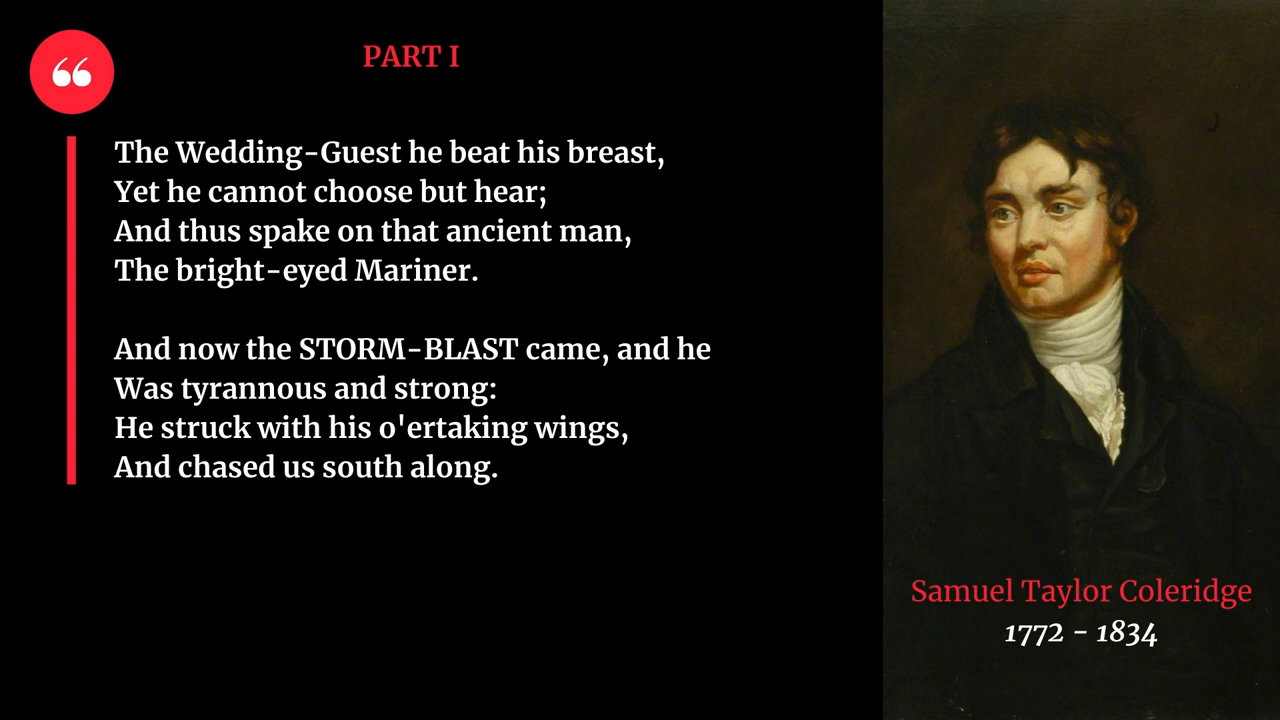 PART I
The Wedding-Guest he beat his breast,
Yet he cannot choose but hear;
And thus spake on that ancient man,
The bright-eyed Mariner.
And now the STORM-BLAST came, and he
Was tyrannous and strong:
He struck with his o'ertaking wings,
And chased us south along.
Samuel Taylor Coleridge
1772 - 1834